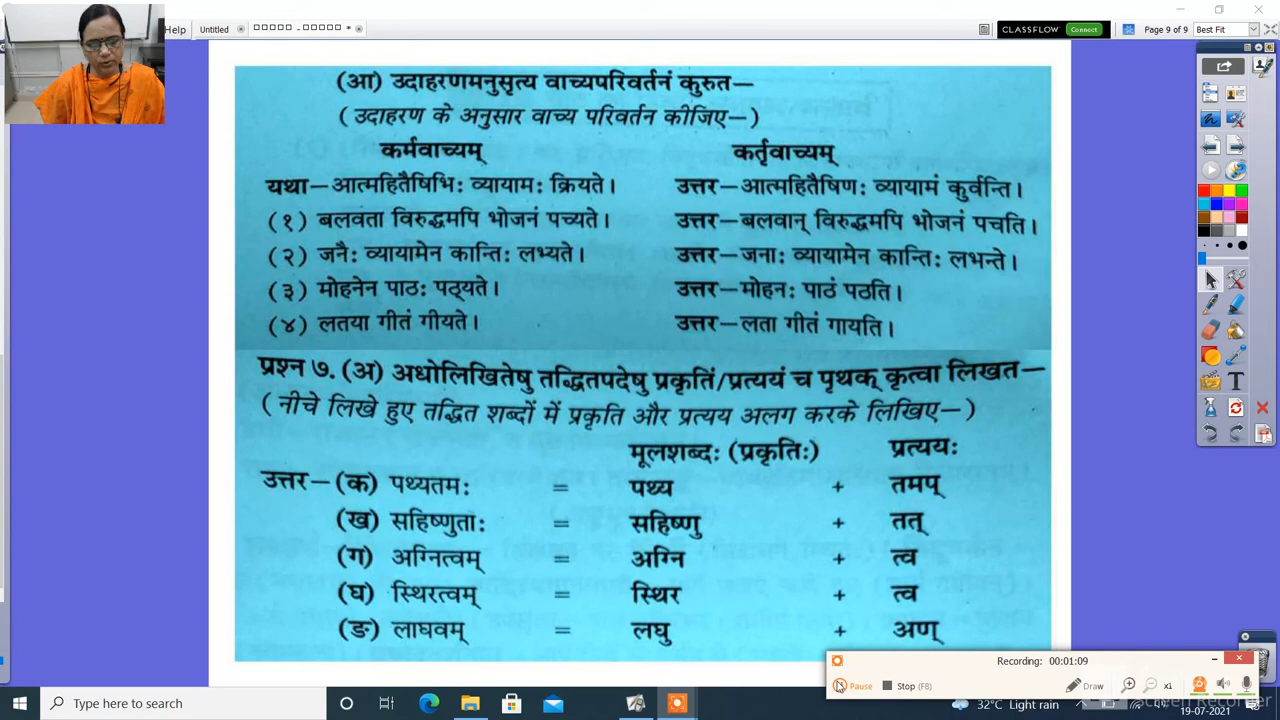 Help
Untitled
CLASSFLOW Connect
Page 9 of 9
Best Fit
(आ) उदाहरणमनुसृत्य वाच्यपरिवर्तनं कुरुत—
(उदाहरण के अनुसार वाच्य परिवर्तन कीजिए—)
कर्मवाच्यम् कर्तृवाच्यम्
यथा—आत्महितैषिभिः व्यायामः क्रियते। उत्तर—आत्महितैषिणः व्यायामं कुर्वन्ति।
(१) बलवता विरुद्धमपि भोजनं पच्यते। उत्तर—बलवान् विरुद्धमपि भोजनं पचति।
(२) जनैः व्यायामेन कान्तिः लभ्यते। उत्तर—जनाः व्यायामेन कान्तिः लभन्ते।
(३) मोहनेन पाठः पठ्यते। उत्तर—मोहनः पाठं पठति।
(४) लतया गीतं गीयते। उत्तर—लता गीतं गायति।
प्रश्न ७. (अ) अधोलिखितेषु तद्धितपदेषु प्रकृतिं/प्रत्ययं च पृथक् कृत्वा लिखत—
(नीचे लिखे हुए तद्धित शब्दों में प्रकृति और प्रत्यय अलग करके लिखिए—)
मूलशब्दः (प्रकृतिः) प्रत्ययः
उत्तर—(क) पथ्यतमः = पथ्य + तमप्
(ख) सहिष्णुताः = सहिष्णु + तत्
(ग) अग्नित्वम् = अग्नि + त्व
(घ) स्थिरत्वम् = स्थिर + त्व
(ङ) लाघवम् = लघु + अण्
Recording: 00:01:09
Pause Stop (F8) Draw x1
Screen Recorder
Type here to search
32°C Light rain
19-07-2021